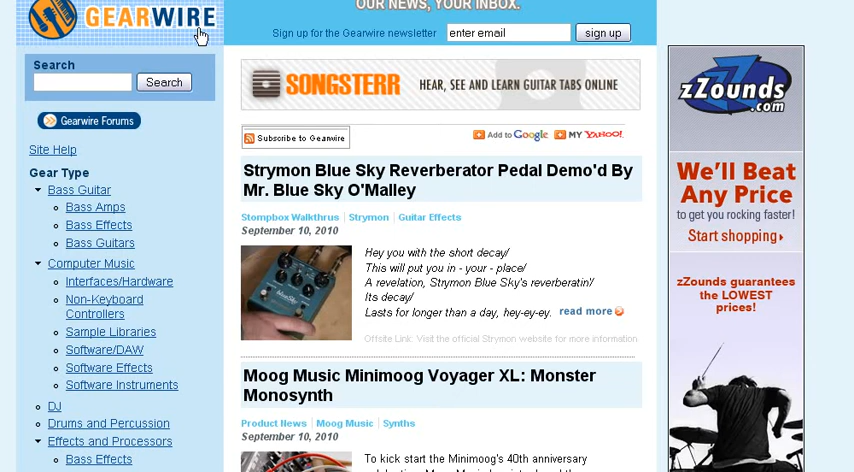 OUR NEWS, YOUR INBOX.
GEARWIRE
Sign up for the Gearwire newsletter
enter email
sign up
Search
Search
Gearwire Forums
Site Help
Gear Type
Bass Guitar
Bass Amps
Bass Effects
Bass Guitars
Computer Music
Interfaces/Hardware
Non-Keyboard
Controllers
Sample Libraries
Software/DAW
Software Effects
Software Instruments
DJ
Drums and Percussion
Effects and Processors
Bass Effects
SONGSTERR HEAR, SEE AND LEARN GUITAR TABS ONLINE
Subscribe to Gearwire
Add to Google
MY YAHOO!
Strymon Blue Sky Reverberator Pedal Demo'd By
Mr. Blue Sky O'Malley
Stompbox Walkthrus | Strymon | Guitar Effects
September 10, 2010
blueSky
Hey you with the short decay/
This will put you in - your - place/
A revelation, Strymon Blue Sky's reverberatin'/
Its decay/
Lasts for longer than a day, hey-ey-ey. read more
Offsite Link: Visit the official Strymon website for more information
Moog Music Minimoog Voyager XL: Monster
Monosynth
Product News | Moog Music | Synths
September 10, 2010
To kick start the Minimoog's 40th anniversary
zZounds
.com
We'll Beat
Any Price
to get you rocking faster!
Start shopping
zZounds guarantees
the LOWEST
prices!